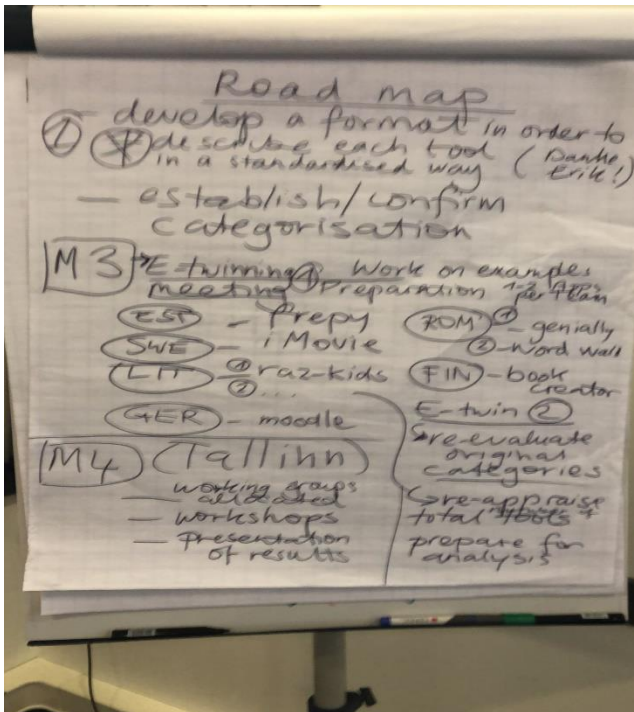 Road map
① — develop a format in order to
describe each tool (Danke
in a standardised way Erik!)
— establish/confirm
categorisation
M3 → E-twinning ① Work on examples
meeting Preparation 1-2 Apps
per team
ESP — Prepy
SWE — iMovie
LIT — ① raz-kids
② ...
GER — moodle
ROM ① — genially
② — word wall
FIN — book
creator
E-twin ②
re-evaluate
original
categories
re-appraise
total tools +
prepare for
analysis
M4 (Tallinn)
— working groups
allocated
— workshops
— presentation
of results